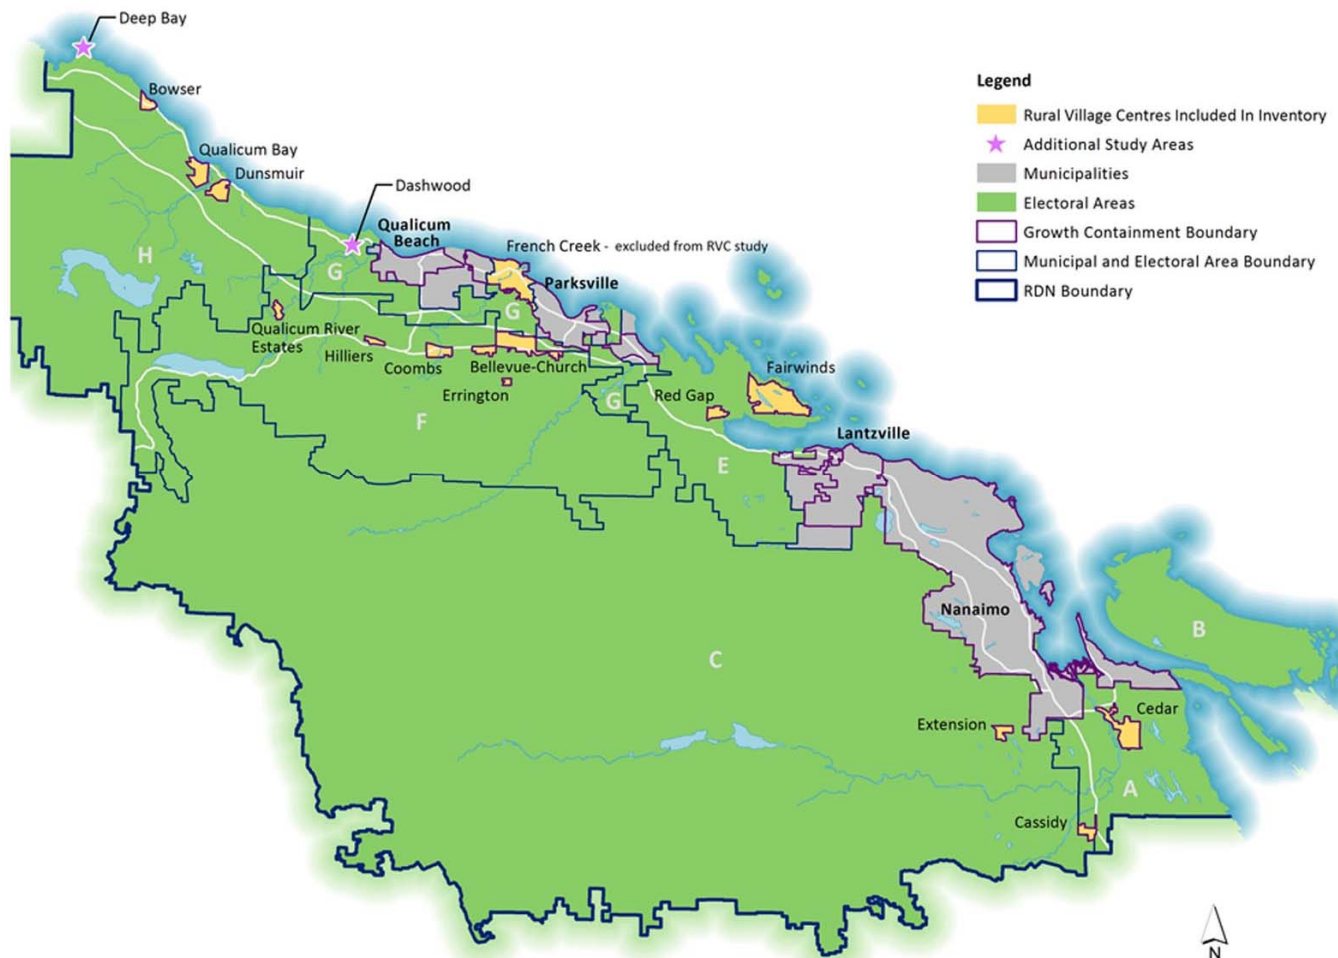 Deep Bay
Bowser
Qualicum Bay
Dunsmuir
Dashwood
Qualicum
Beach
French Creek - excluded from RVC study
Parksville
H
G
G
Qualicum River
Estates
Hilliers
Coombs
Bellevue-Church
Errington
Fairwinds
Red Gap
G
F
Lantzville
E
Nanaimo
B
C
Extension
Cedar
A
Cassidy
Legend
Rural Village Centres Included In Inventory
Additional Study Areas
Municipalities
Electoral Areas
Growth Containment Boundary
Municipal and Electoral Area Boundary
RDN Boundary
N